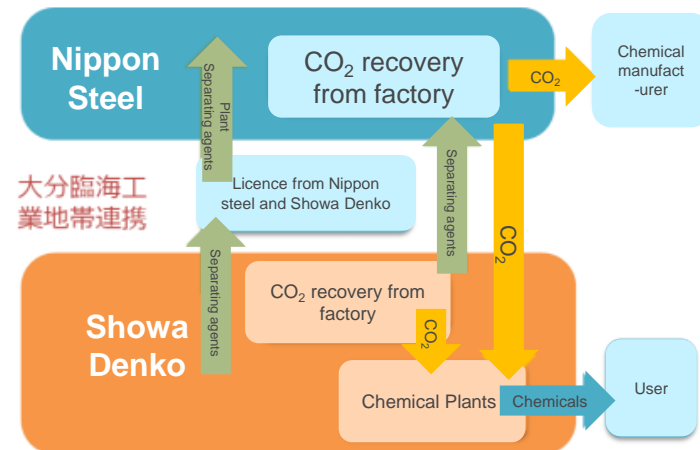 Nippon
Steel
Plant
Separating agents
CO₂ recovery
from factory
CO₂
Chemical
manufact
-urer
大分臨海工
業地帯連携
Licence from Nippon
steel and Showa Denko
Separating agents
CO₂
Separating agents
CO₂ recovery from
factory
CO₂
Showa
Denko
Chemical Plants
Chemicals
User